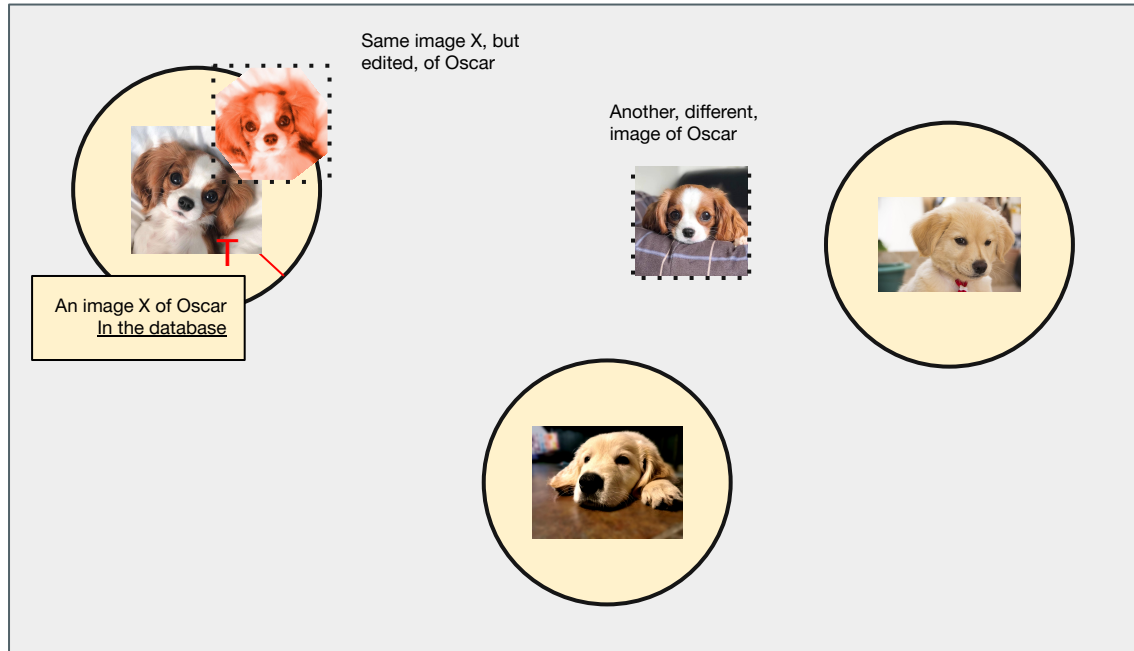 Same image X, but
edited, of Oscar
Another, different,
image of Oscar
T
An image X of Oscar
In the database